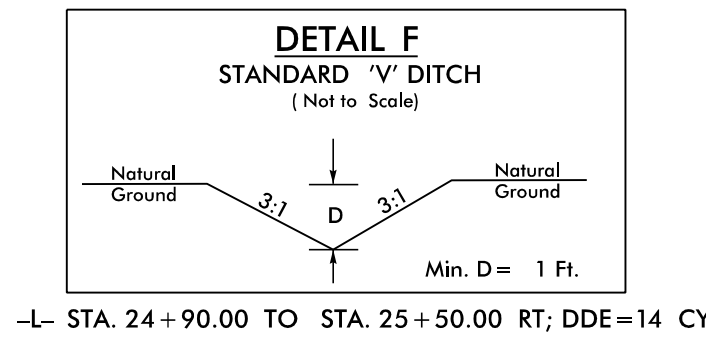 DETAIL F
STANDARD 'V' DITCH
( Not to Scale)
Natural
Ground
Natural
Ground
3:1
D
3:1
Min. D = 1 Ft.
–L– STA. 24+90.00 TO STA. 25+50.00 RT; DDE=14 CY